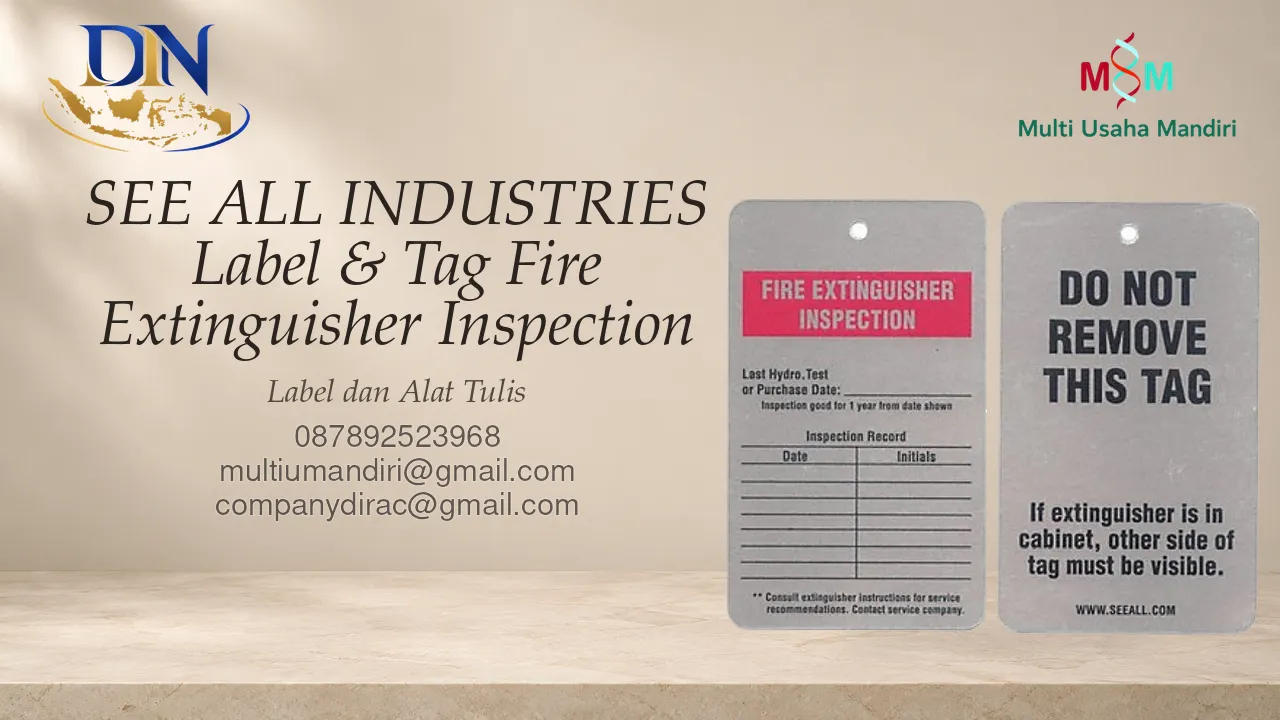 DN
M M
Multi Usaha Mandiri
SEE ALL INDUSTRIES
Label & Tag Fire
Extinguisher Inspection
Label dan Alat Tulis
087892523968
multiumandiri@gmail.com
companydirac@gmail.com
FIRE EXTINGUISHER
INSPECTION
Last Hydro.Test
or Purchase Date:
Inspection good for 1 year from date shown
Inspection Record
Date Initials
** Consult extinguisher instructions for service
recommendations. Contact service company.
DO NOT
REMOVE
THIS TAG
If extinguisher is in
cabinet, other side of
tag must be visible.
WWW.SEEALL.COM